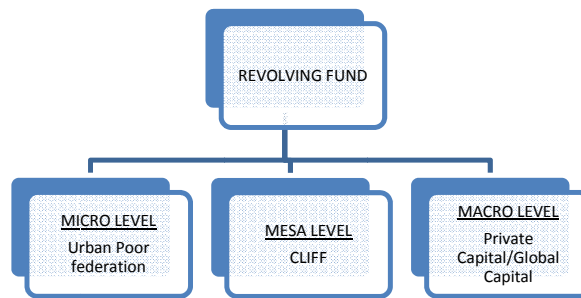 REVOLVING FUND
MICRO LEVEL
Urban Poor
federation
MESA LEVEL
CLIFF
MACRO LEVEL
Private
Capital/Global
Capital